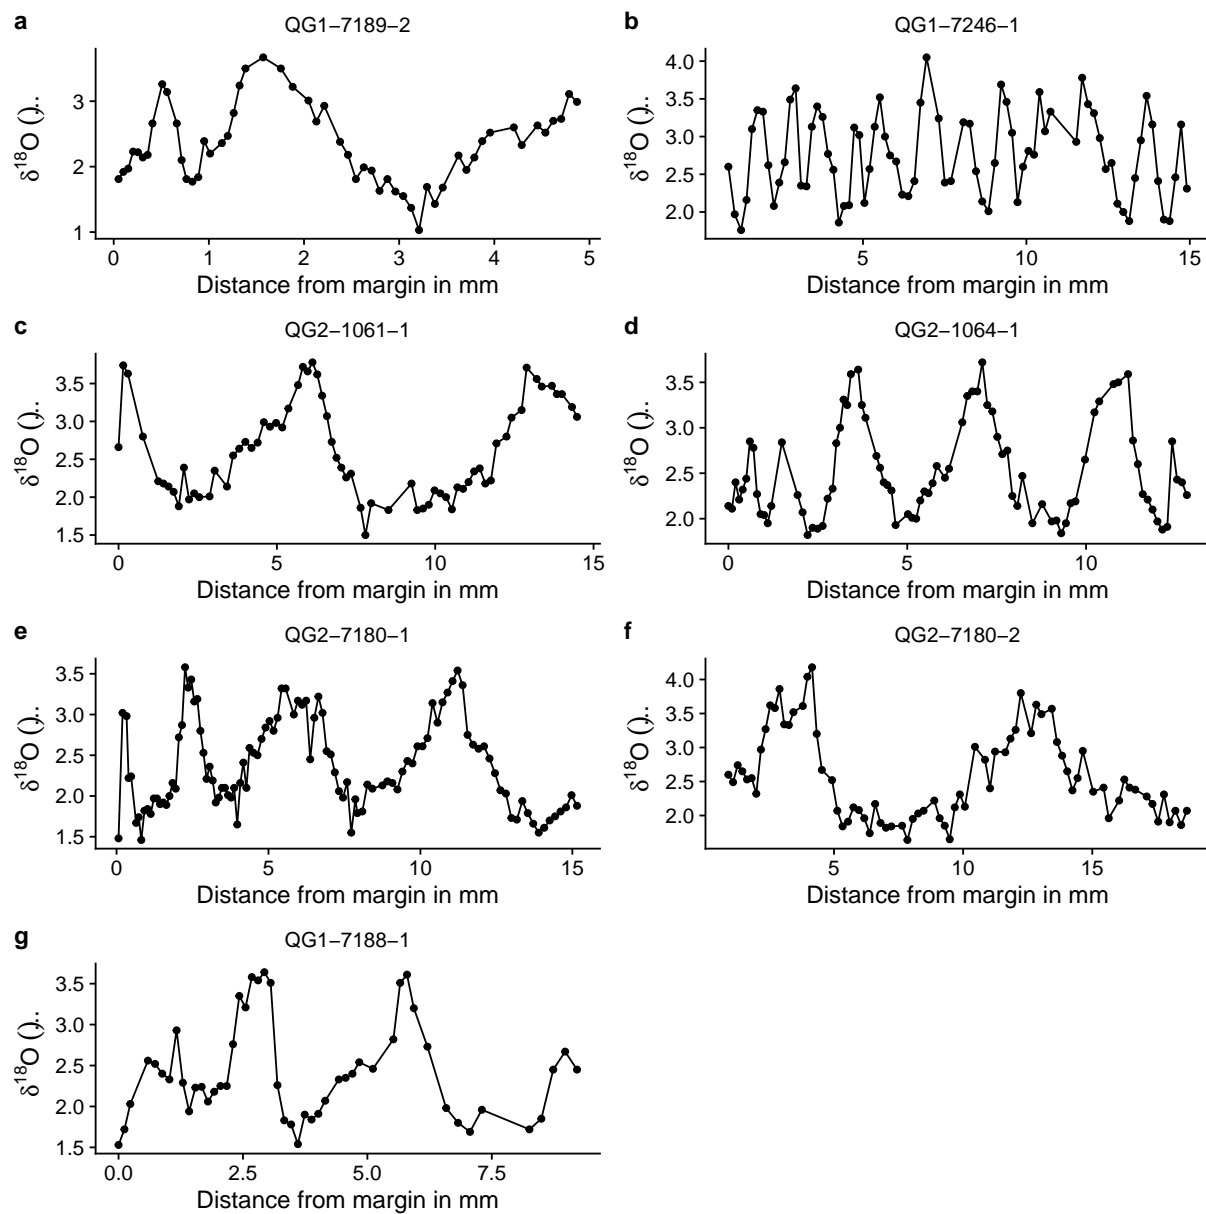 a
QG1−7189−2
δ18O (‰)
3
2
1
0 1 2 3 4 5
Distance from margin in mm
b
QG1−7246−1
4.0
3.5
3.0
2.5
2.0
5 10 15
Distance from margin in mm
c
QG2−1061−1
3.5
3.0
2.5
2.0
1.5
0 5 10 15
Distance from margin in mm
d
QG2−1064−1
3.5
3.0
2.5
2.0
0 5 10
Distance from margin in mm
e
QG2−7180−1
3.5
3.0
2.5
2.0
1.5
0 5 10 15
Distance from margin in mm
f
QG2−7180−2
4.0
3.5
3.0
2.5
2.0
5 10 15
Distance from margin in mm
g
QG1−7188−1
3.5
3.0
2.5
2.0
1.5
0.0 2.5 5.0 7.5
Distance from margin in mm